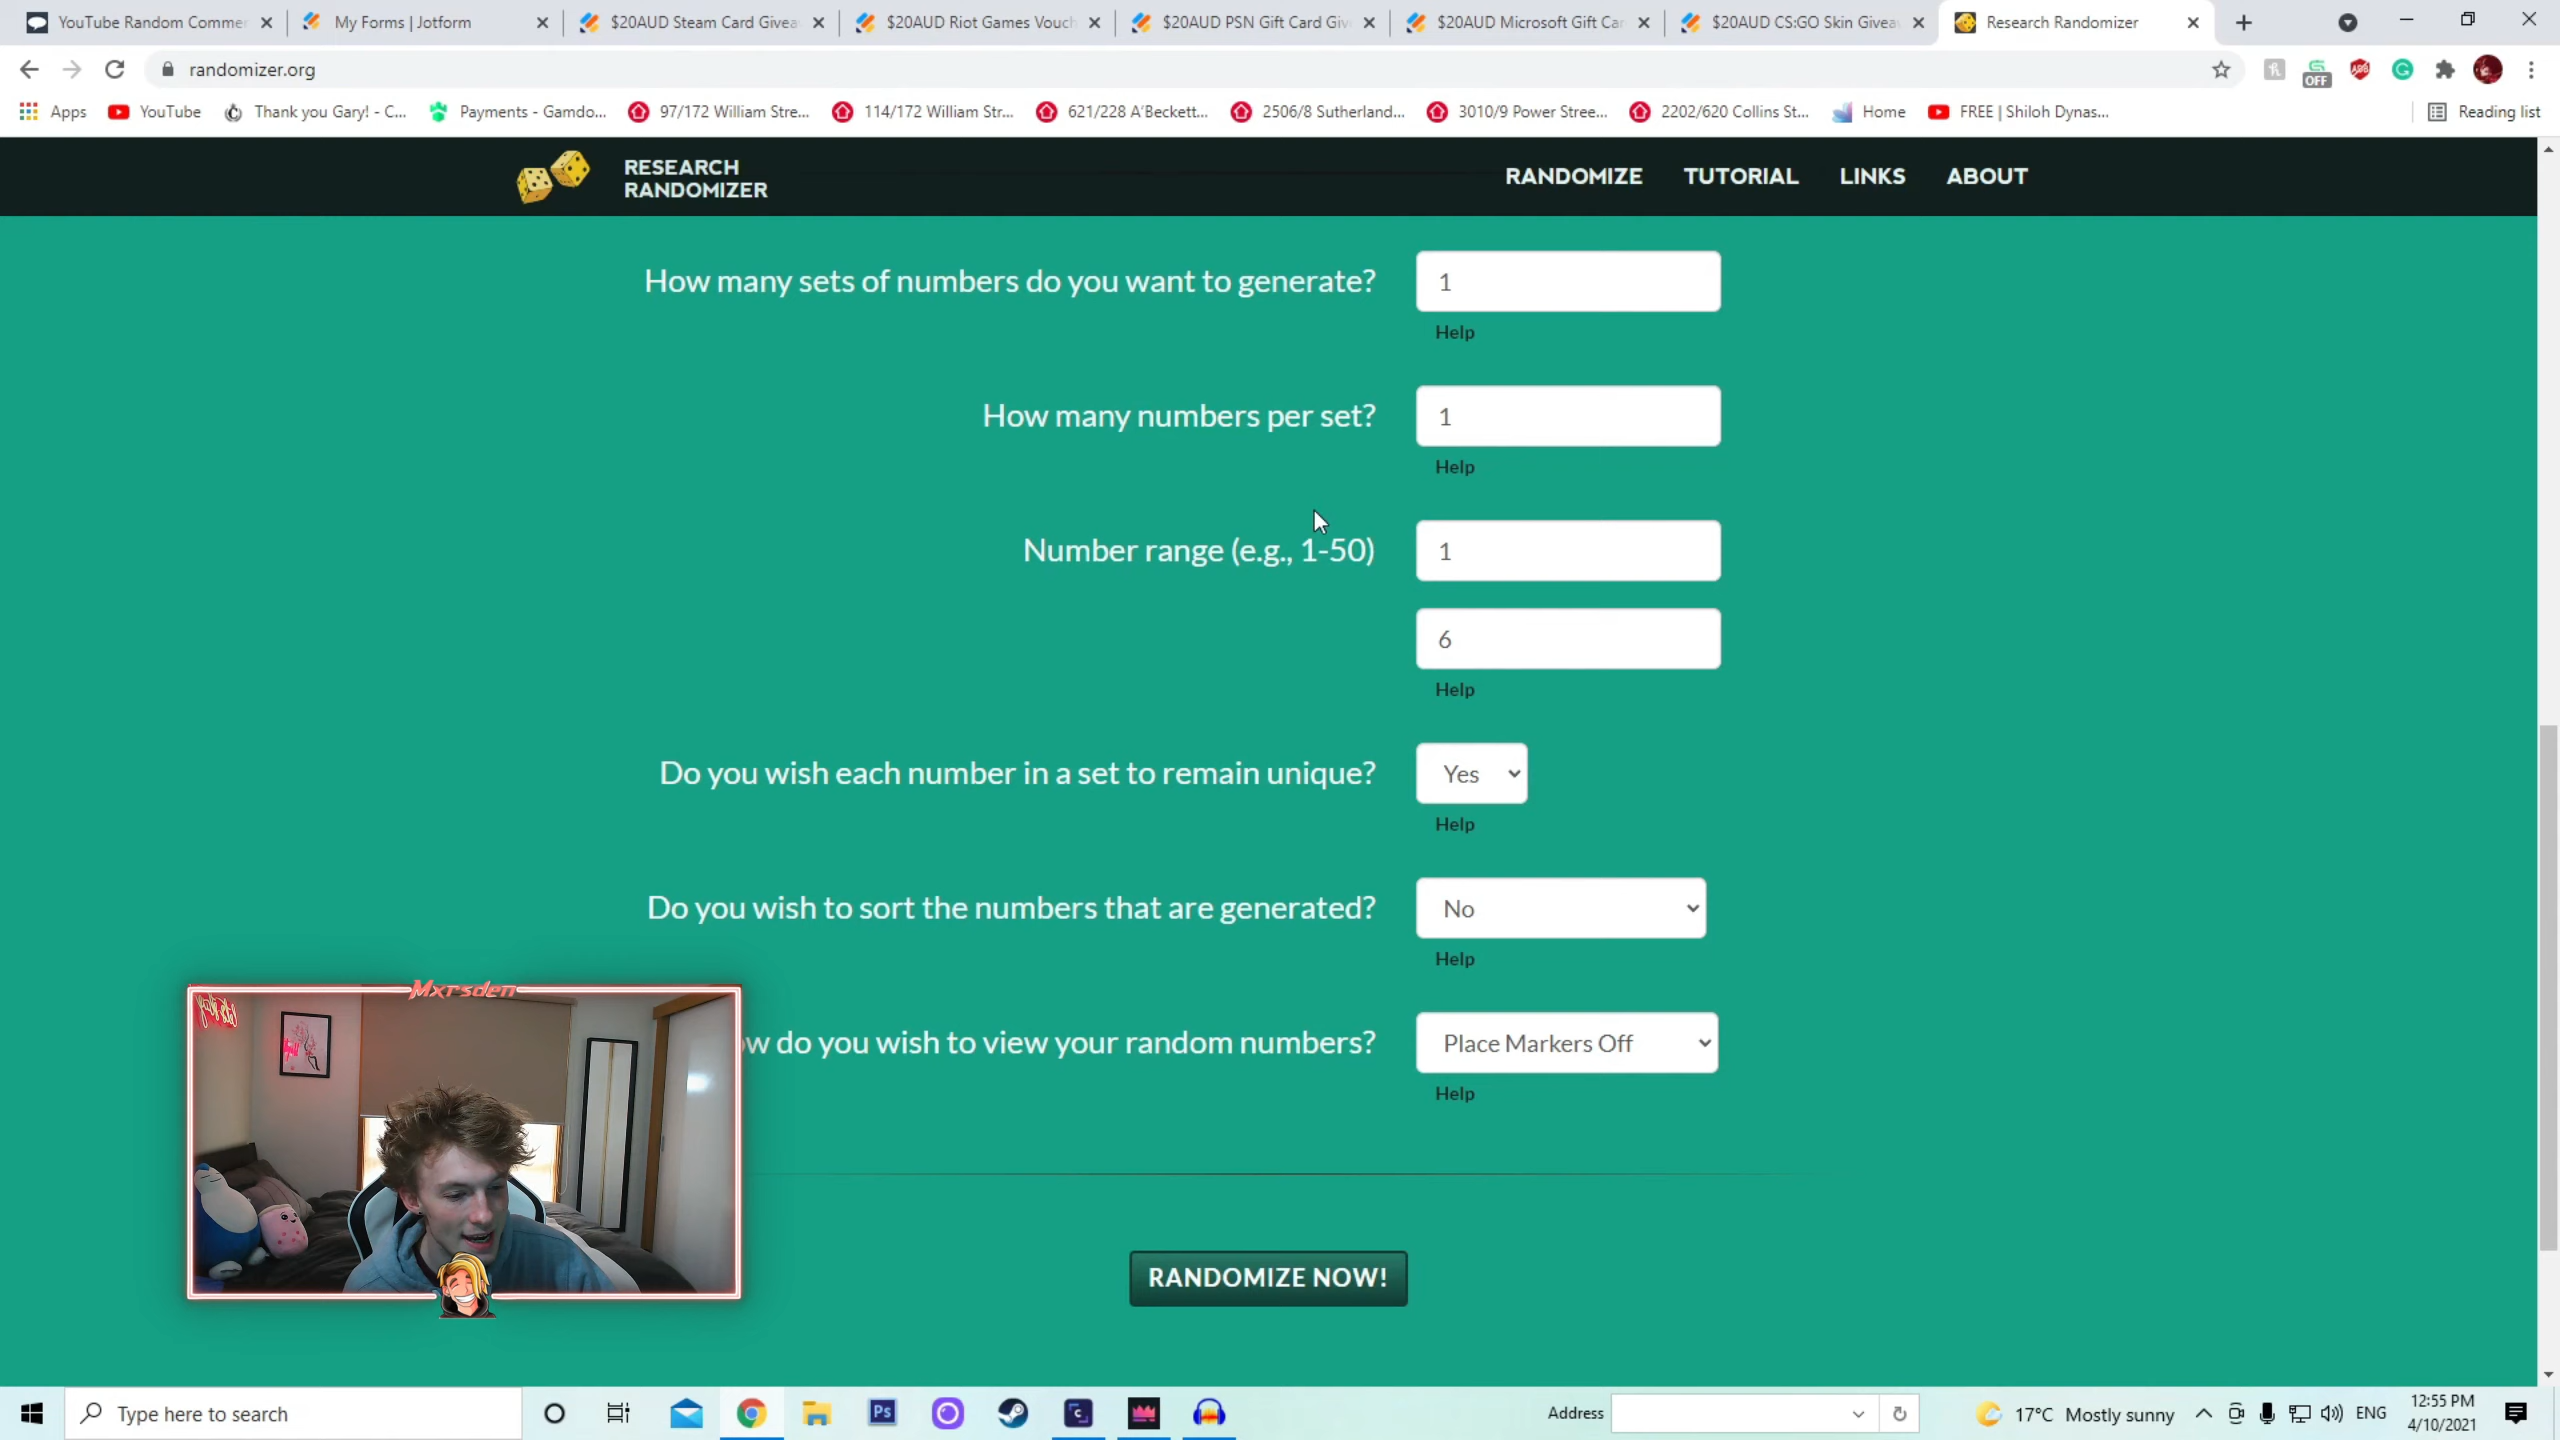 YouTube Random Commen
My Forms | Jotform
$20AUD Steam Card Givea
$20AUD Riot Games Vouch
$20AUD PSN Gift Card Giv
$20AUD Microsoft Gift Car
$20AUD CS:GO Skin Givea
Research Randomizer
randomizer.org
OFF
Apps
YouTube
Thank you Gary! - C...
Payments - Gamdo...
97/172 William Stre...
114/172 William Str...
621/228 A'Beckett...
2506/8 Sutherland...
3010/9 Power Stree...
2202/620 Collins St...
Home
FREE | Shiloh Dynas...
Reading list
RESEARCH
RANDOMIZER
RANDOMIZE
TUTORIAL
LINKS
ABOUT
How many sets of numbers do you want to generate?
1
Help
How many numbers per set?
1
Help
Number range (e.g., 1-50)
1
6
Help
Do you wish each number in a set to remain unique?
Yes
Help
Do you wish to sort the numbers that are generated?
No
Help
ow do you wish to view your random numbers?
Place Markers Off
Help
Mxrsden
RANDOMIZE NOW!
Type here to search
Ps
Address
17°C Mostly sunny
ENG
12:55 PM
4/10/2021